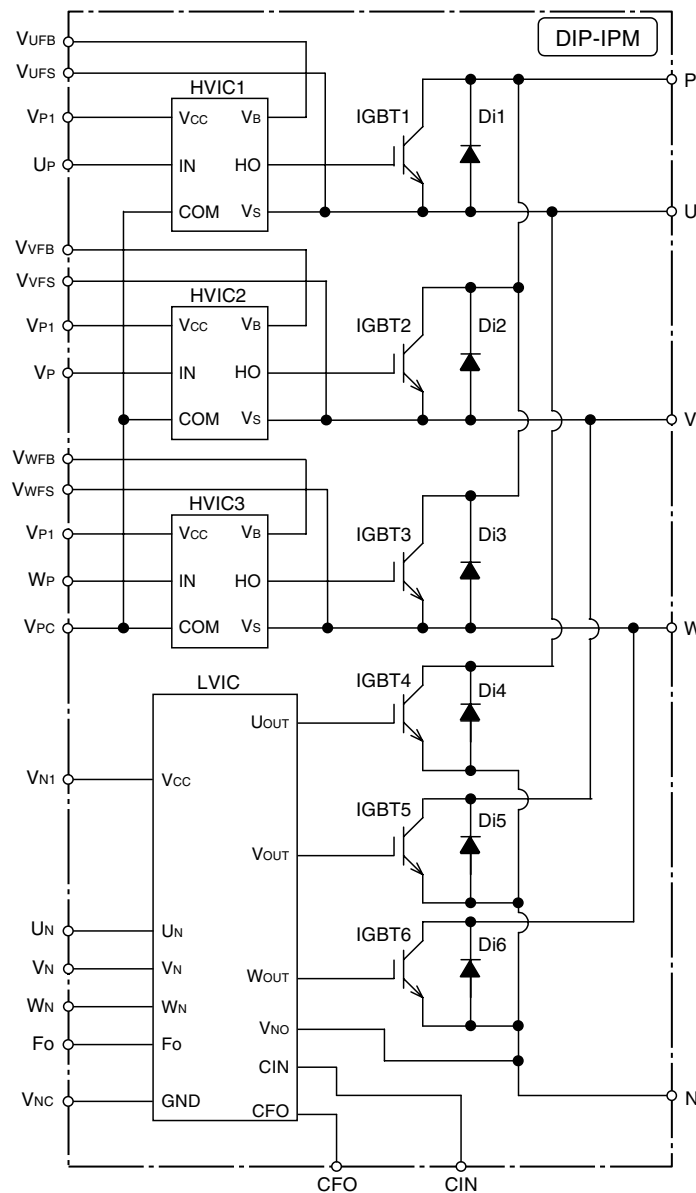 DIP-IPM
VUFB
VUFS
HVIC1
VP1
VCC
VB
IGBT1
Di1
P
UP
IN
HO
COM
VS
U
VVFB
VVFS
HVIC2
VP1
VCC
VB
IGBT2
Di2
VP
IN
HO
COM
VS
V
VWFB
VWFS
HVIC3
VP1
VCC
VB
IGBT3
Di3
WP
IN
HO
VPC
COM
VS
W
LVIC
IGBT4
Di4
UOUT
VN1
VCC
IGBT5
Di5
VOUT
UN
UN
IGBT6
Di6
VN
VN
WOUT
WN
WN
VNO
Fo
Fo
CIN
VNC
GND
CFO
N
CFO
CIN